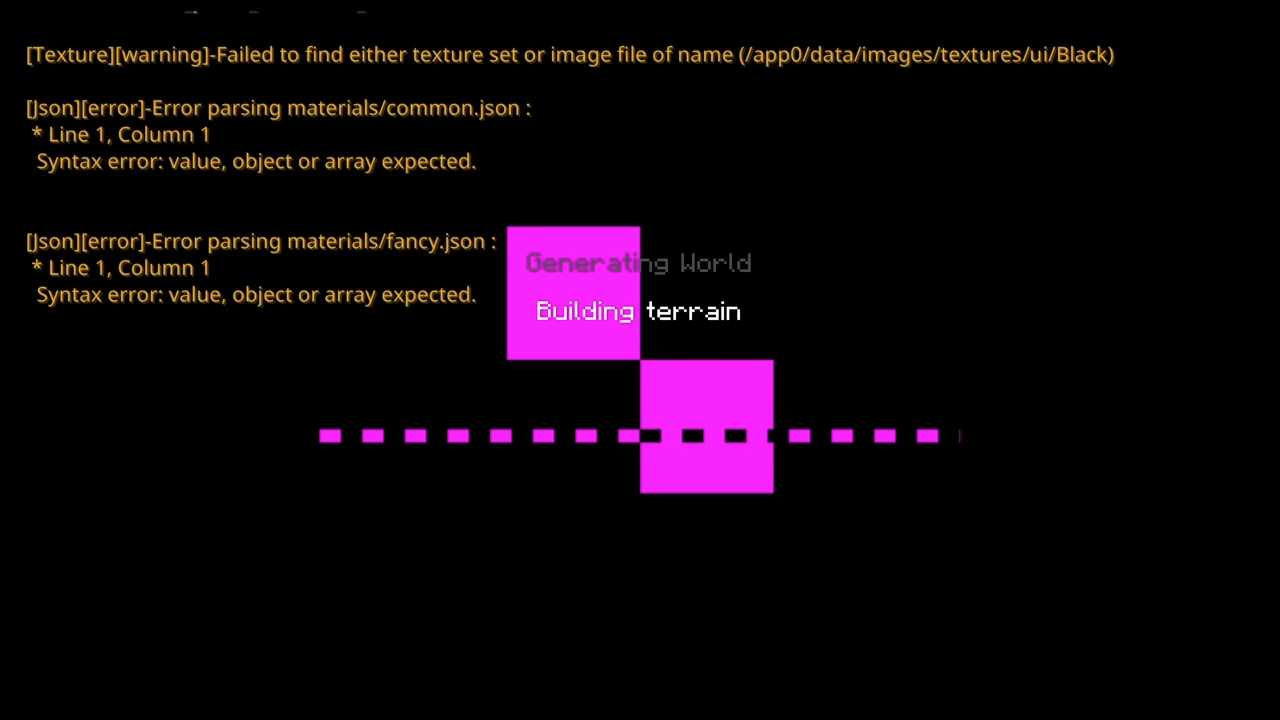 [Texture][warning]-Failed to find either texture set or image file of name (/app0/data/images/textures/ui/Black)
[Json][error]-Error parsing materials/common.json :
* Line 1, Column 1
Syntax error: value, object or array expected.
[Json][error]-Error parsing materials/fancy.json :
* Line 1, Column 1
Syntax error: value, object or array expected.
Generating World
Building terrain